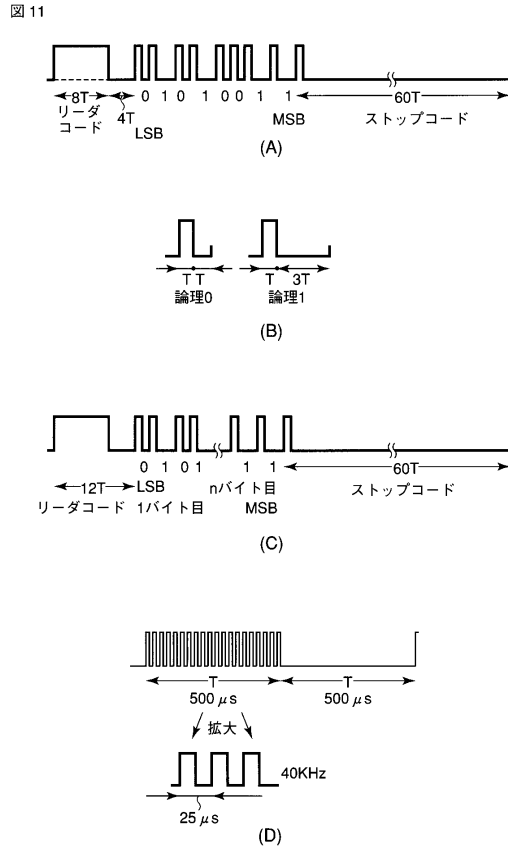 図 11
8T
リーダ
コード
4T
0 1 0 1 0 0 1 1
LSB
MSB
60T
ストップコード
(A)
T T
論理0
T 3T
論理1
(B)
12T
リーダコード
0 1 0 1 1 1
LSB
1バイト目
nバイト目
MSB
60T
ストップコード
(C)
T T
500 μs 500 μs
拡大
40KHz
25 μs
(D)